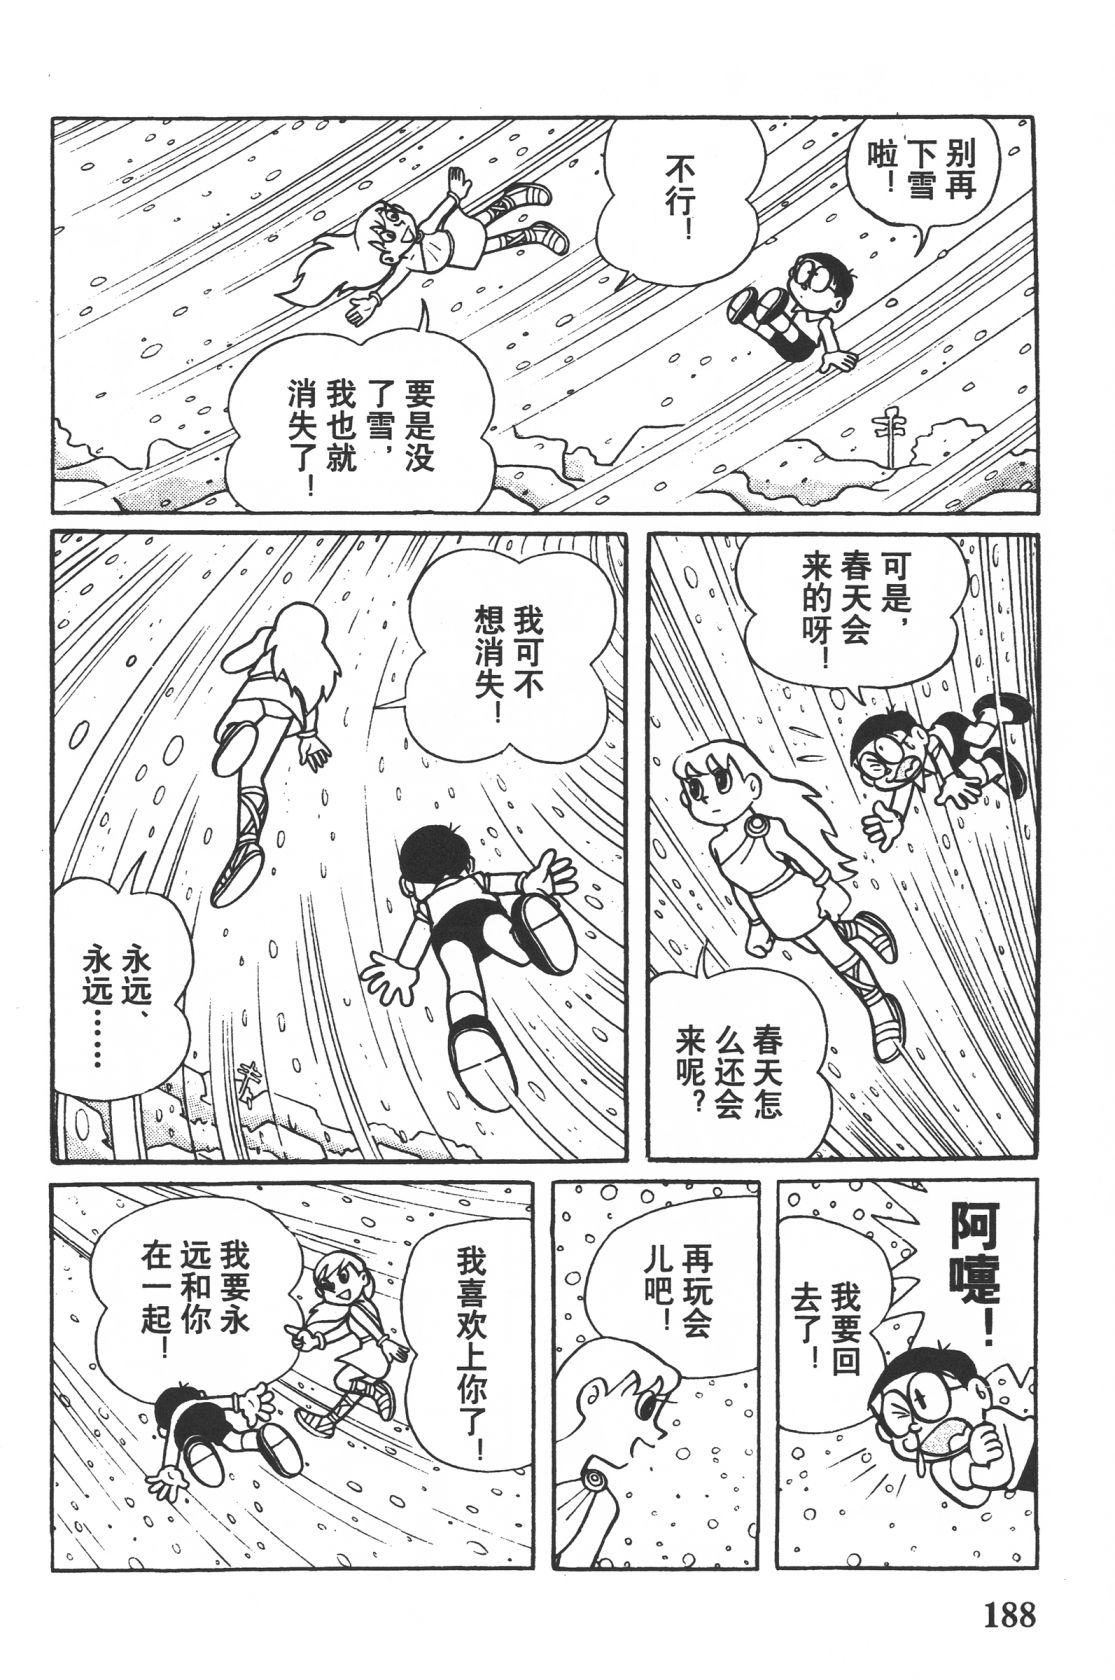 别再
下雪
啦！
不行！
要是没
了雪，
我也就
消失了！
可是，
春天会
来的呀！
春天怎
么还会
来呢？
我可不
想消失！
永远、
永远……
阿嚏！
我要回
去了！
再玩会
儿吧！
我喜欢上你了！
我要永
远和你
在一起！
188